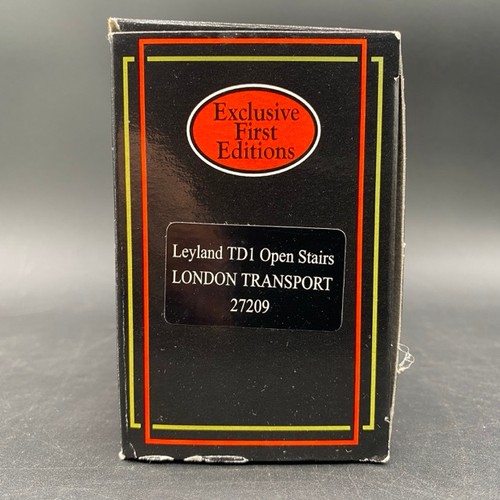 Exclusive
First
Editions
Leyland TD1 Open Stairs
LONDON TRANSPORT
27209